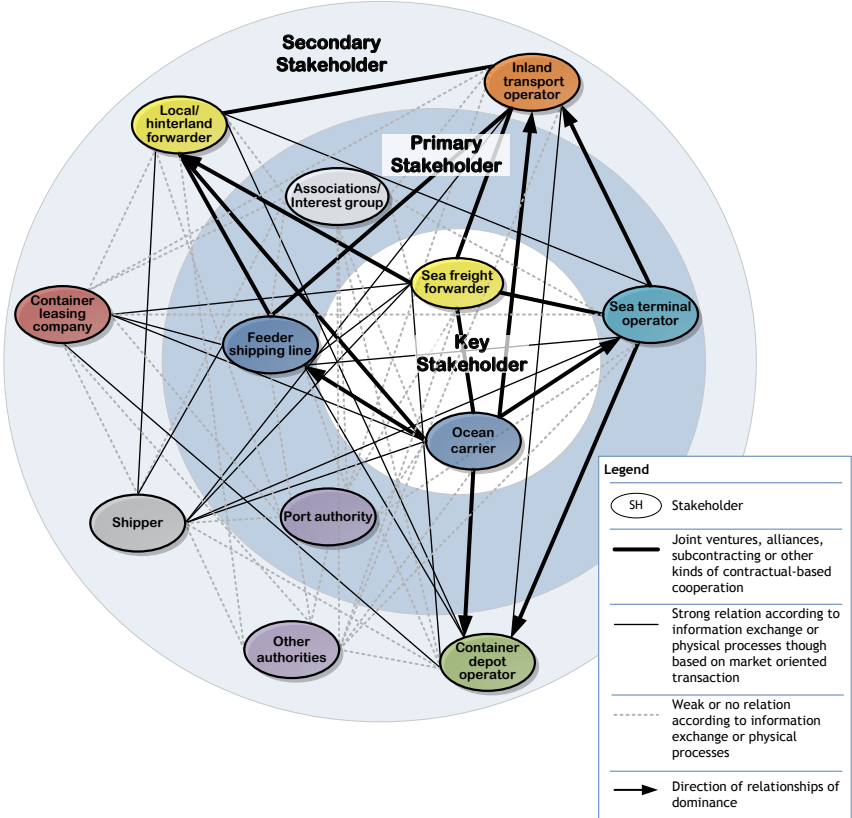 Secondary
Stakeholder
Inland
transport
operator
Local/
hinterland
forwarder
Primary
Stakeholder
Associations/
Interest group
Sea freight
forwarder
Container
leasing
company
Sea terminal
operator
Feeder
shipping line
Key
Stakeholder
Ocean
carrier
Shipper
Port authority
Other
authorities
Container
depot
operator
Legend
SH
Stakeholder
Joint ventures, alliances,
subcontracting or other
kinds of contractual-based
cooperation
Strong relation according to
information exchange or
physical processes though
based on market oriented
transaction
Weak or no relation
according to information
exchange or physical
processes
Direction of relationships of
dominance